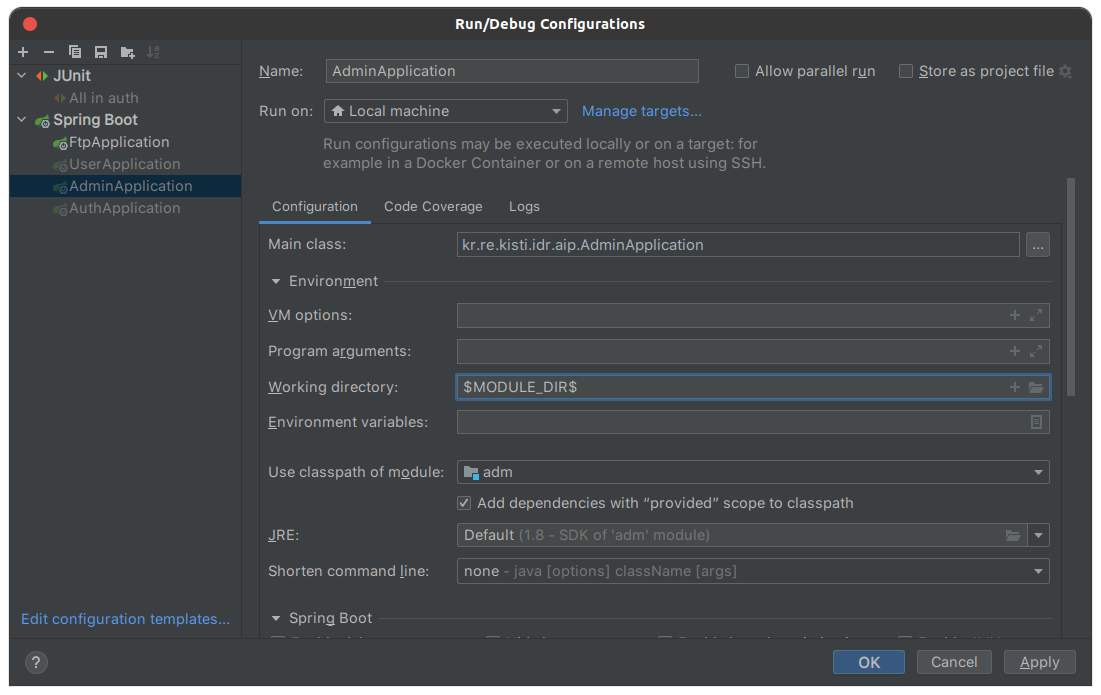 Run/Debug Configurations
JUnit
All in auth
Spring Boot
FtpApplication
UserApplication
AdminApplication
AuthApplication
Edit configuration templates...
Name: AdminApplication Allow parallel run Store as project file
Run on: Local machine Manage targets...
Run configurations may be executed locally or on a target: for
example in a Docker Container or on a remote host using SSH.
Configuration Code Coverage Logs
Main class: kr.re.kisti.idr.aip.AdminApplication ...
Environment
VM options:
Program arguments:
Working directory: $MODULE_DIR$
Environment variables:
Use classpath of module: adm
Add dependencies with “provided” scope to classpath
JRE: Default (1.8 - SDK of 'adm' module)
Shorten command line: none - java [options] className [args]
Spring Boot
? OK Cancel Apply